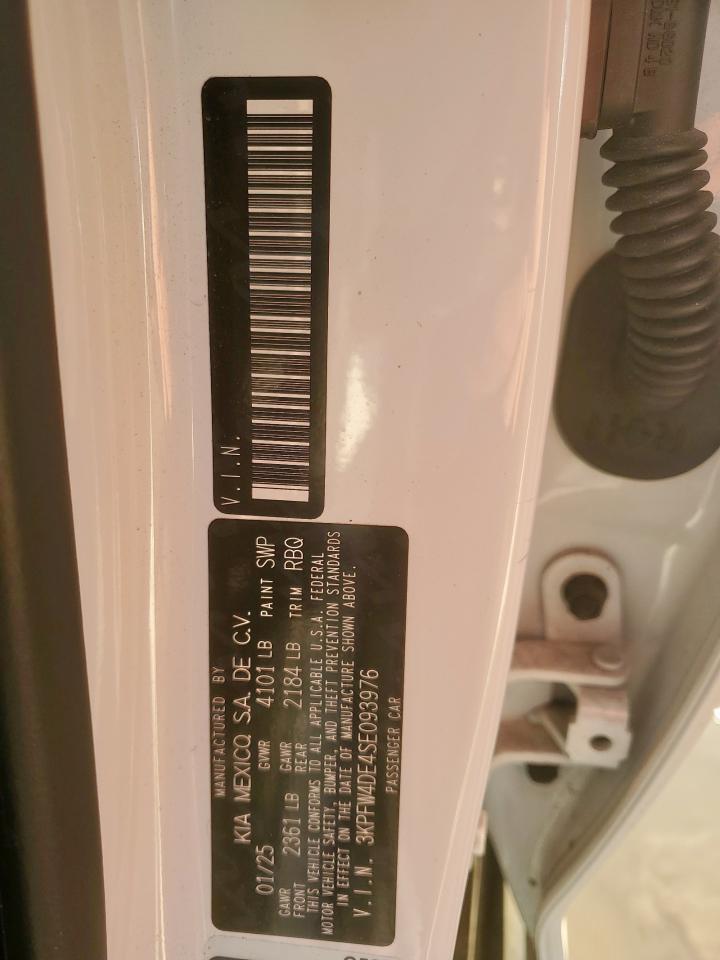 V.I.N.
MANUFACTURED BY
KIA MEXICO, S.A. DE C.V.
01/25 GVWR 4101 LB PAINT SWP
GAWR FRONT 2361 LB GAWR REAR 2184 LB TRIM RBQ
THIS VEHICLE CONFORMS TO ALL APPLICABLE U.S.A. FEDERAL
MOTOR VEHICLE SAFETY, BUMPER, AND THEFT PREVENTION STANDARDS
IN EFFECT ON THE DATE OF MANUFACTURE SHOWN ABOVE.
V.I.N. 3KPFW4DE4SE093976
PASSENGER CAR